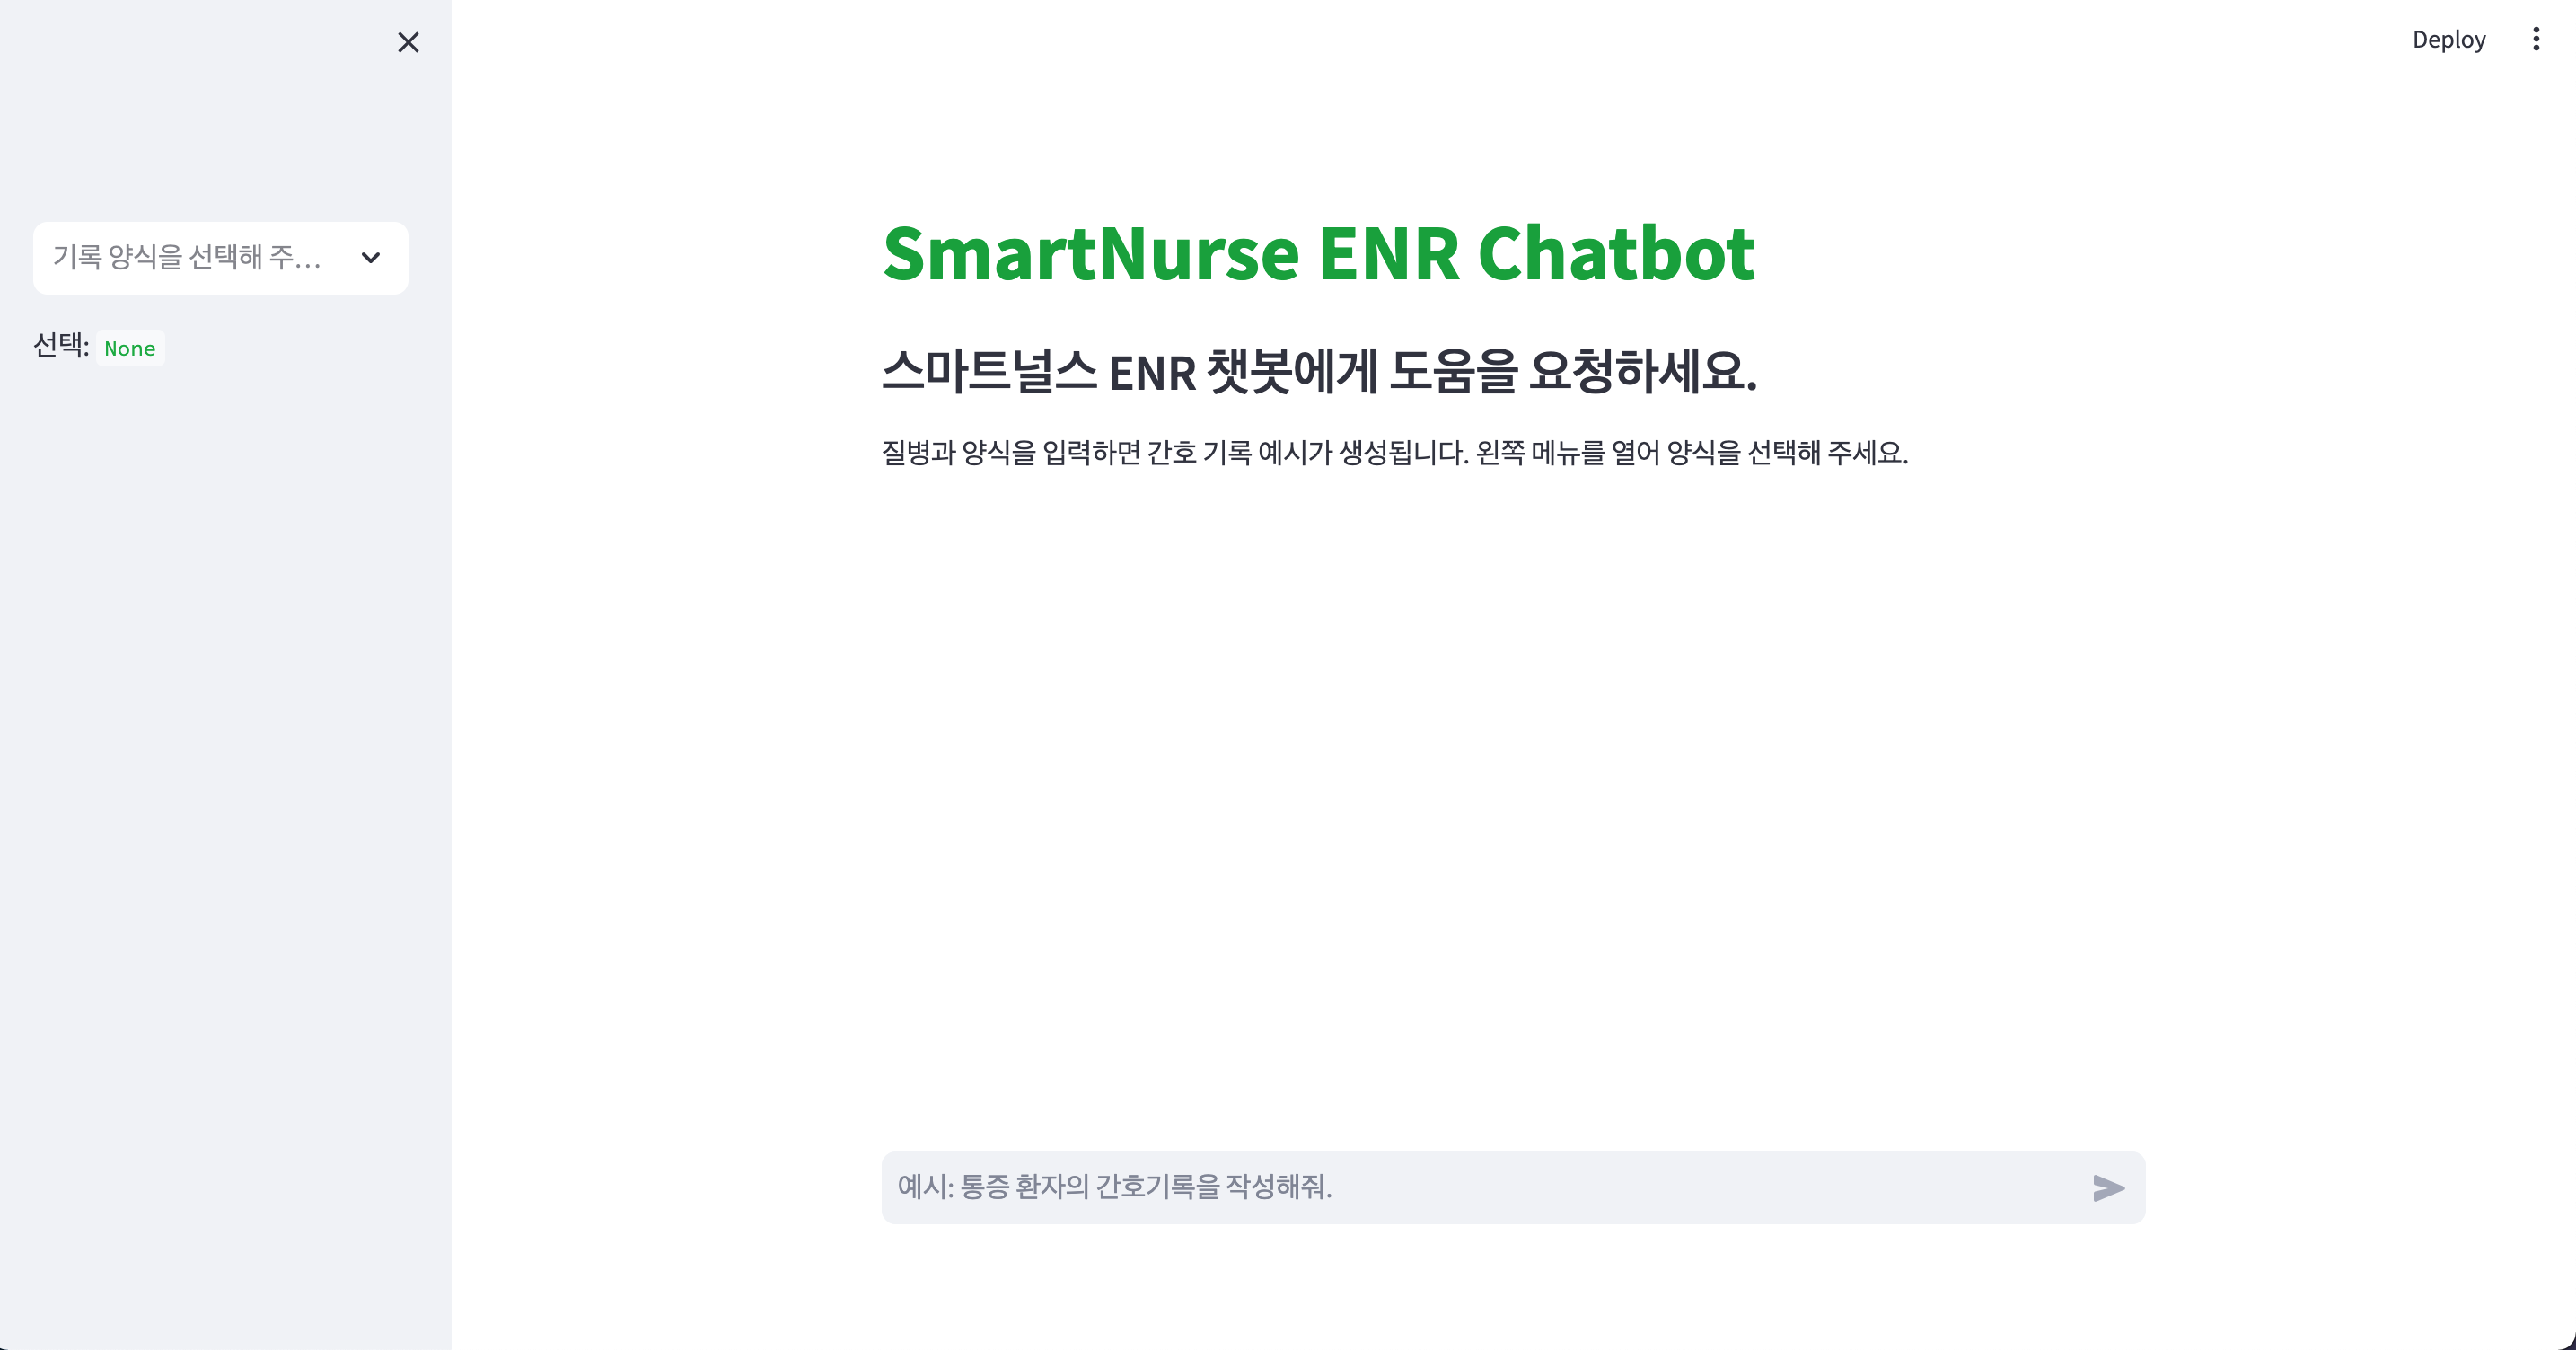 Deploy
기록 양식을 선택해 주...
선택: None
SmartNurse ENR Chatbot
스마트널스 ENR 챗봇에게 도움을 요청하세요.
질병과 양식을 입력하면 간호 기록 예시가 생성됩니다. 왼쪽 메뉴를 열어 양식을 선택해 주세요.
예시: 통증 환자의 간호기록을 작성해줘.